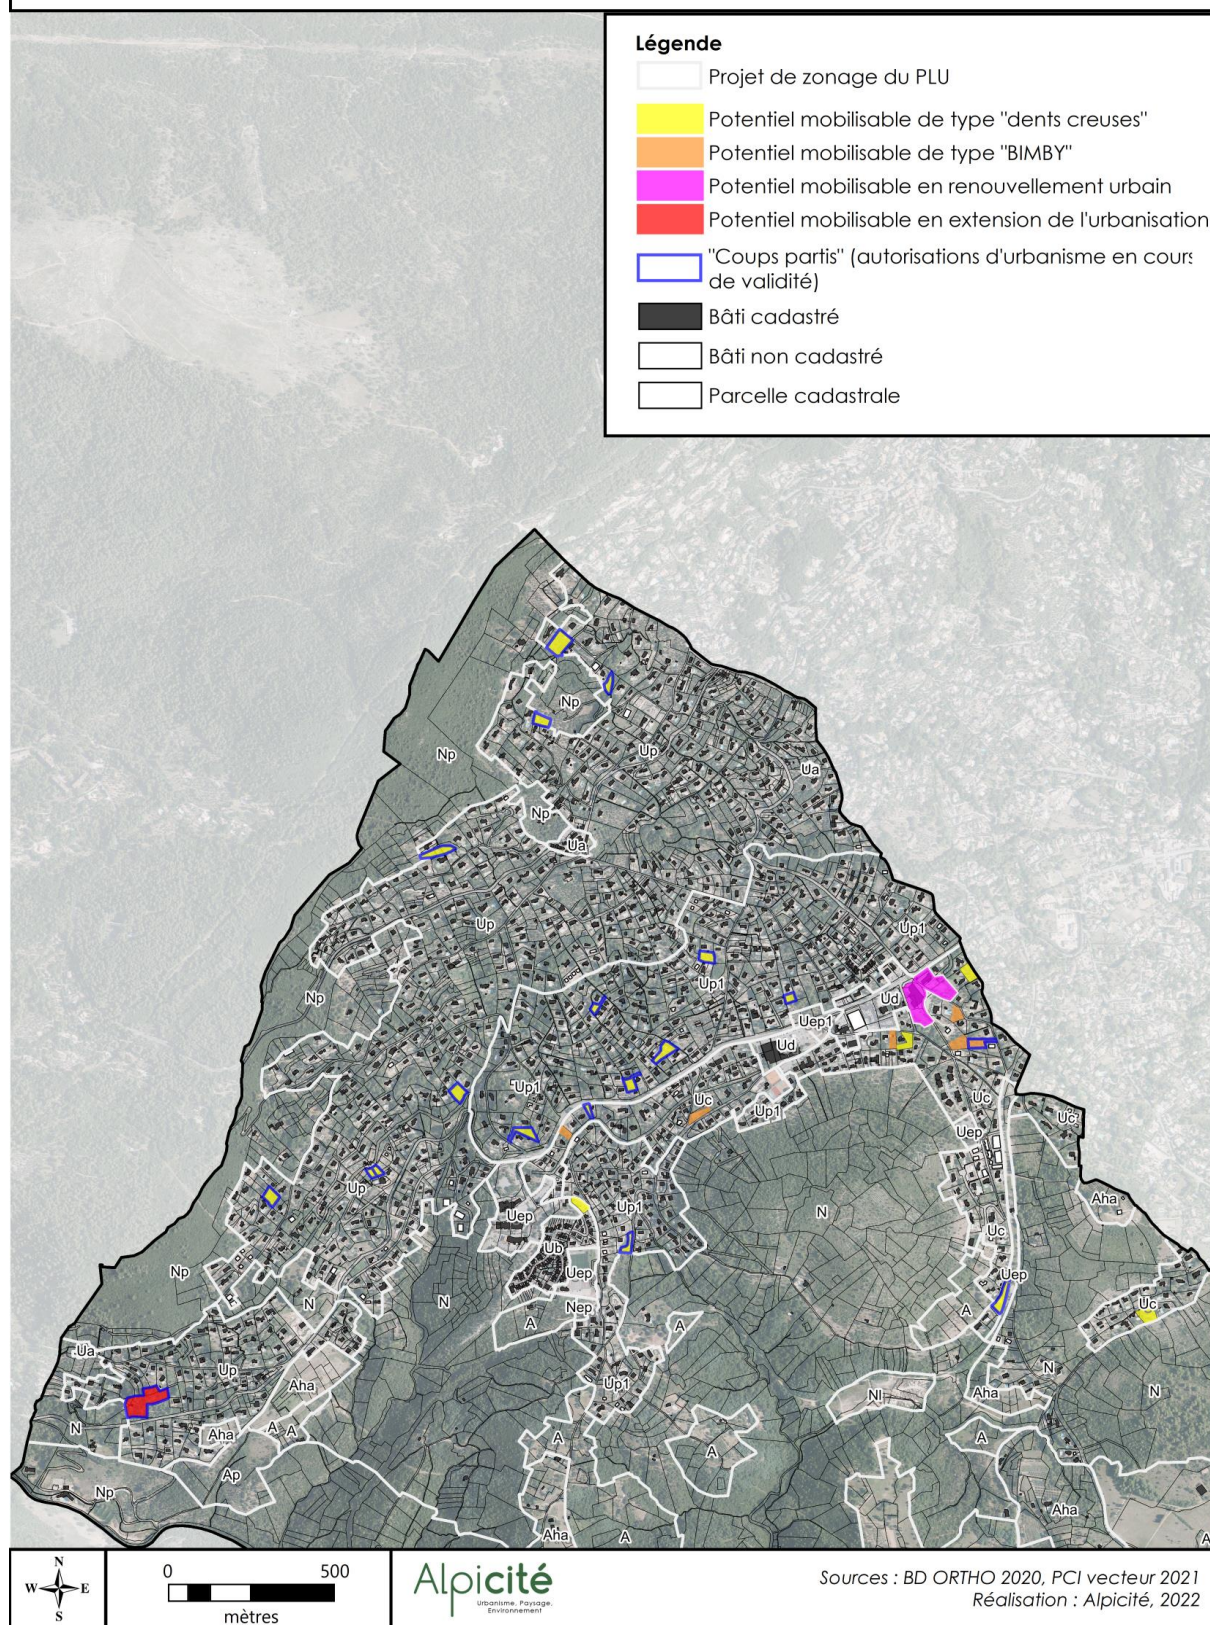 Légende
Projet de zonage du PLU
Potentiel mobilisable de type "dents creuses"
Potentiel mobilisable de type "BIMBY"
Potentiel mobilisable en renouvellement urbain
Potentiel mobilisable en extension de l'urbanisation
"Coups partis" (autorisations d'urbanisme en cours
de validité)
Bâti cadastré
Bâti non cadastré
Parcelle cadastrale
Np
Np
Up
Ua
Np
Ua
Up
Up1
Np
Up1
Ud
Uep1
Ud
Up1
Uc
Up1
Uc
Uc
Uep
Up
Aha
Uep
Up1
N
Ub
Uc
Uep
Np
N
N
Uep
Nep
A
A
A
Uc
Ua
Up
Aha
Up1
Nl
Aha
N
N
N
Aha
A
A
A
A
A
Ap
Np
Aha
Aha
A
A
N
W
E
S
0 500
mètres
Alpicité
Urbanisme, Paysage,
Environnement
Sources : BD ORTHO 2020, PCI vecteur 2021
Réalisation : Alpicité, 2022